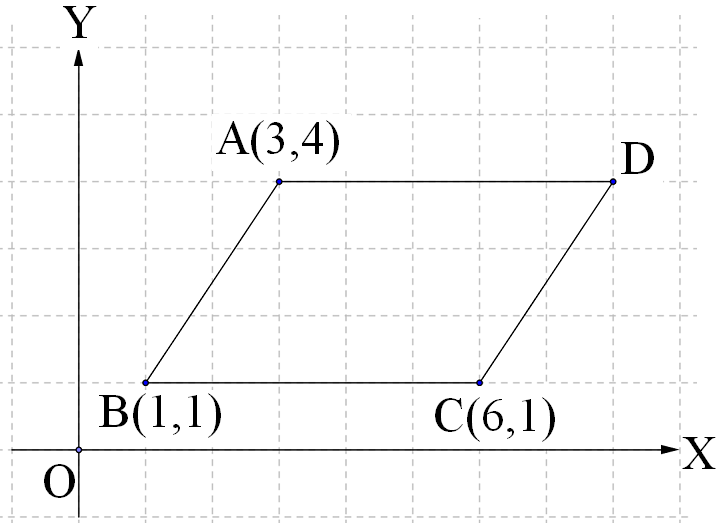 Y
A(3,4)
D
B(1,1)
C(6,1)
X
O